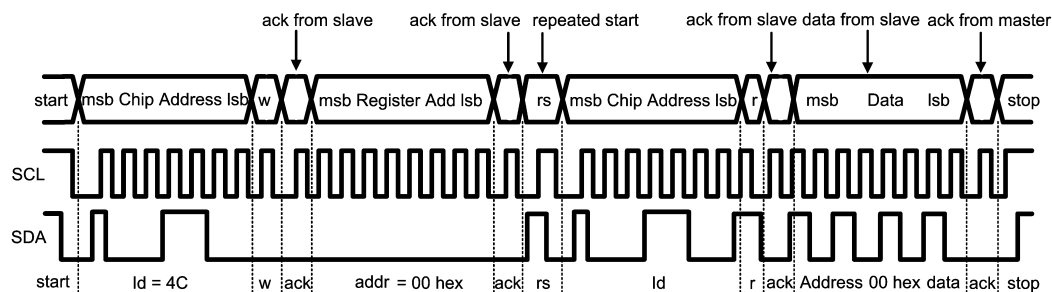 ack from slave ack from slave repeated start ack from slave data from slave ack from master
start msb Chip Address lsb w msb Register Add lsb rs msb Chip Address lsb r msb Data lsb stop
SCL
SDA
start Id = 4C w ack addr = 00 hex ack rs Id r ack Address 00 hex data ack stop